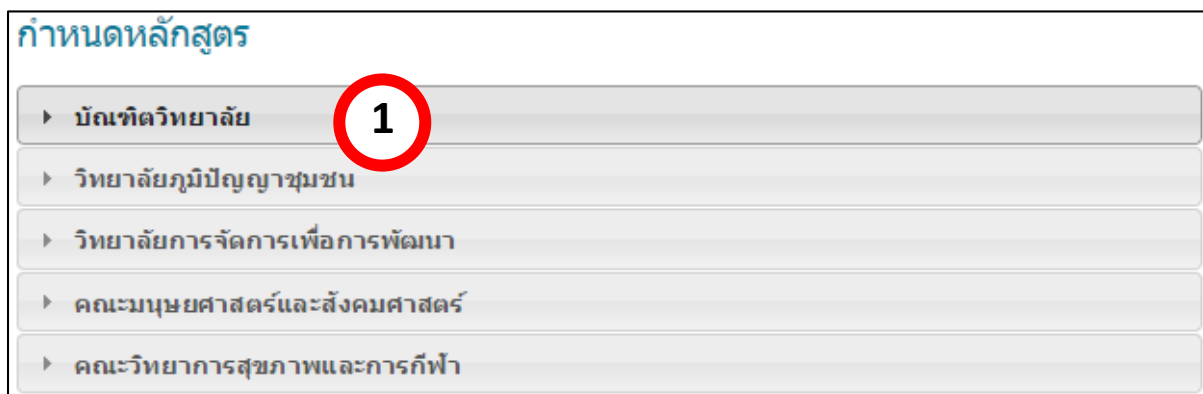 กำหนดหลักสูตร
บัณฑิตวิทยาลัย 1
วิทยาลัยภูมิปัญญาชุมชน
วิทยาลัยการจัดการเพื่อการพัฒนา
คณะมนุษยศาสตร์และสังคมศาสตร์
คณะวิทยาการสุขภาพและการกีฬา